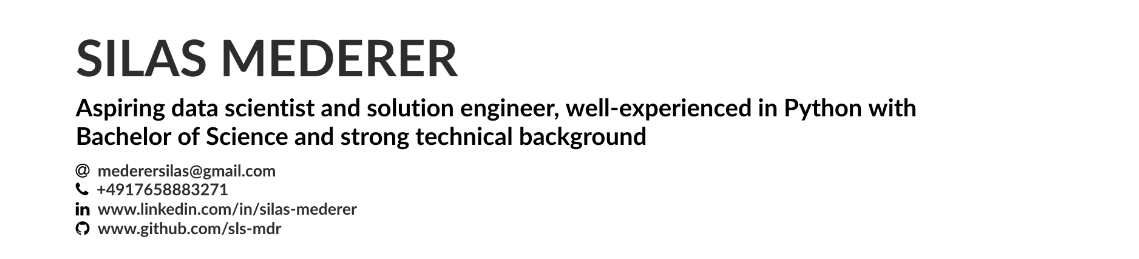 SILAS MEDERER
Aspiring data scientist and solution engineer, well-experienced in Python with
Bachelor of Science and strong technical background
medererersilas@gmail.com
+4917658883271
www.linkedin.com/in/silas-mederer
www.github.com/sls-mdr